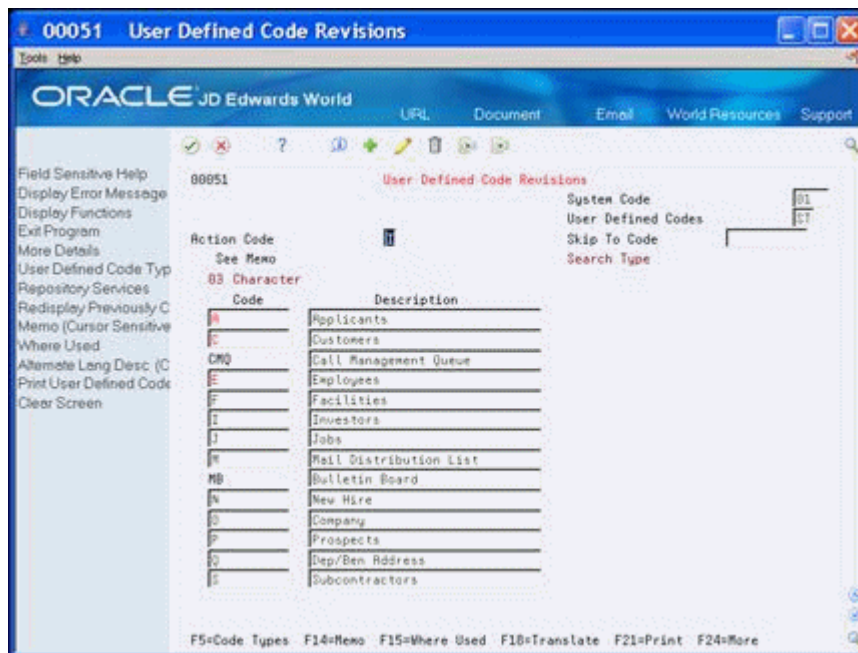 00051 User Defined Code Revisions
Tools Help
ORACLE JD Edwards World
URL Document Email World Resources Support
Field Sensitive Help
Display Error Message
Display Functions
Exit Program
More Details
User Defined Code Typ
Repository Services
Redisplay Previously C
Memo (Cursor Sensitive
Where Used
Alternate Lang Desc (C
Print User Defined Code
Clear Screen
00051 User Defined Code Revisions
System Code 01
User Defined Codes ST
Action Code I Skip To Code
See Memo Search Type
03 Character
Code Description
A Applicants
C Customers
CMQ Call Management Queue
E Employees
F Facilities
I Investors
J Jobs
M Mail Distribution List
MB Bulletin Board
N New Hire
O Company
P Prospects
Q Dep/Ben Address
S Subcontractors
F5=Code Types F14=Memo F15=Where Used F18=Translate F21=Print F24=More